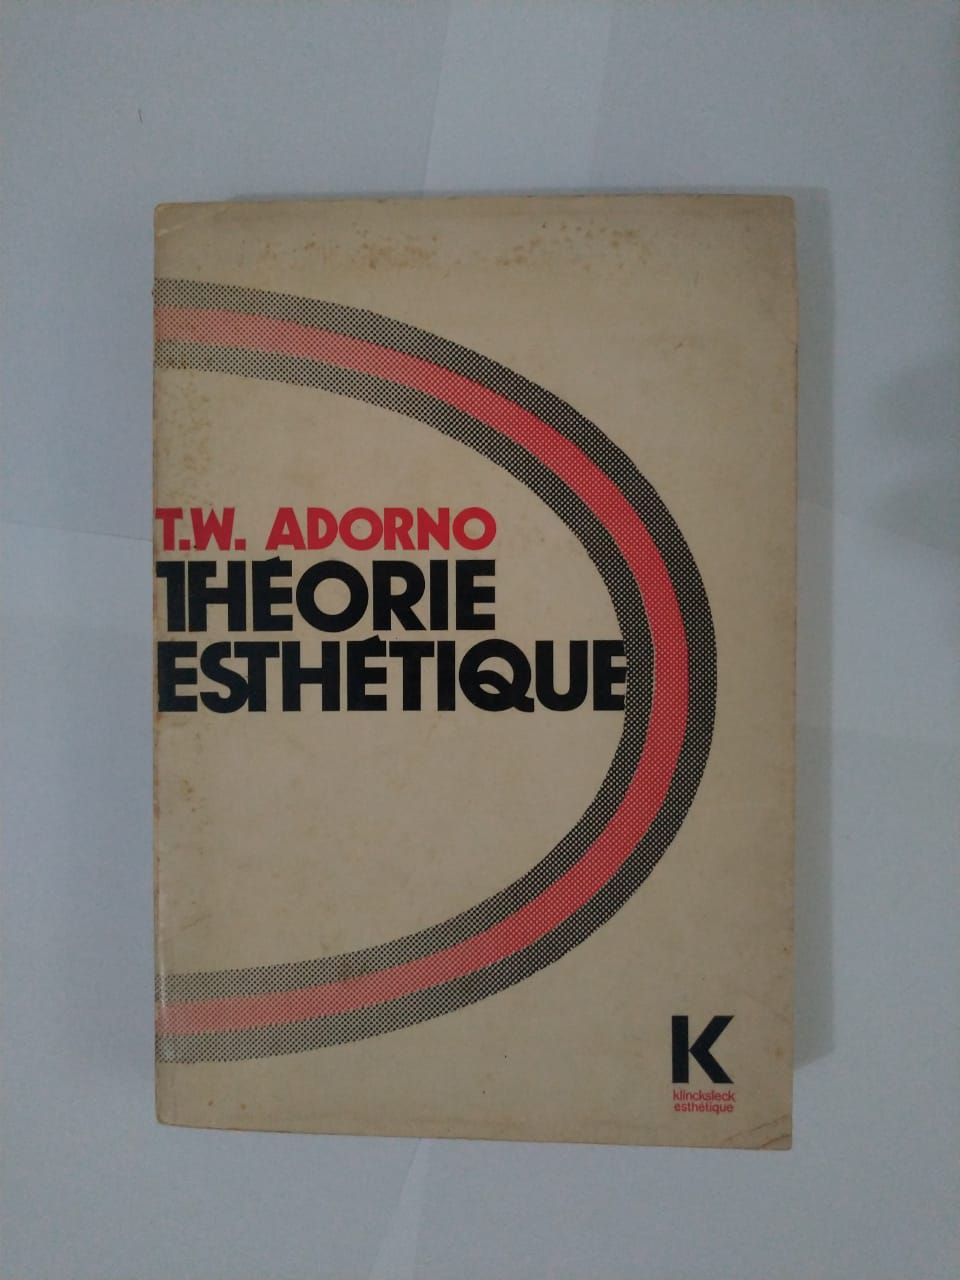 T.W. ADORNO
THÉORIE
ESTHÉTIQUE
K
klincksieck
esthétique